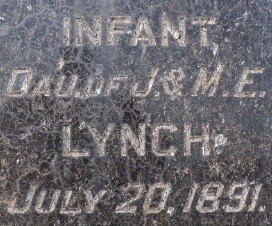 INFANT
DAU. OF J & M.E.
LYNCH
JULY 20, 1891.